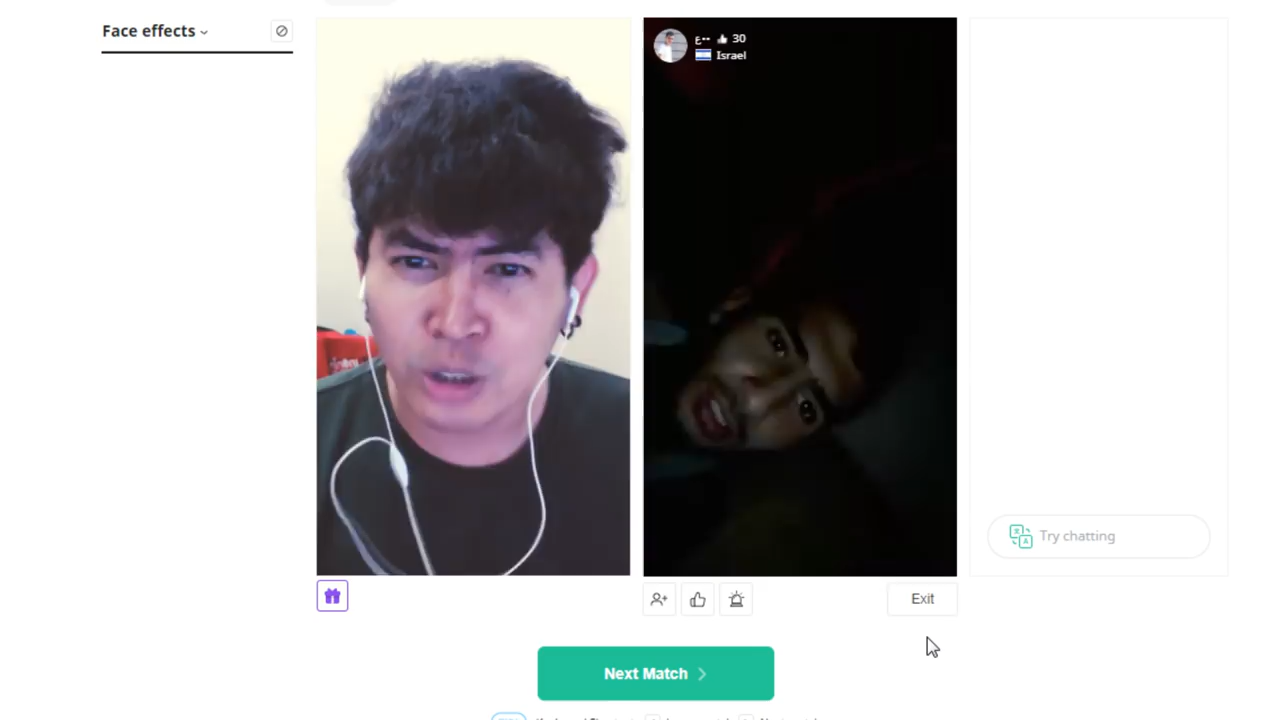 Face effects
ع•• 30
Israel
Try chatting
Exit
Next Match